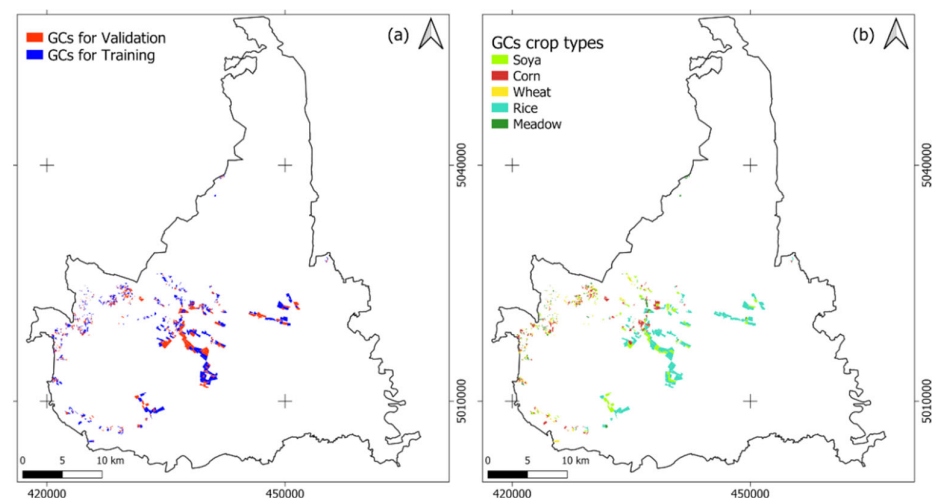 (a)
GCs for Validation
GCs for Training
5040000
5010000
0 5 10 km
420000 450000
(b)
GCs crop types
Soya
Corn
Wheat
Rice
Meadow
5040000
5010000
0 5 10 km
420000 450000